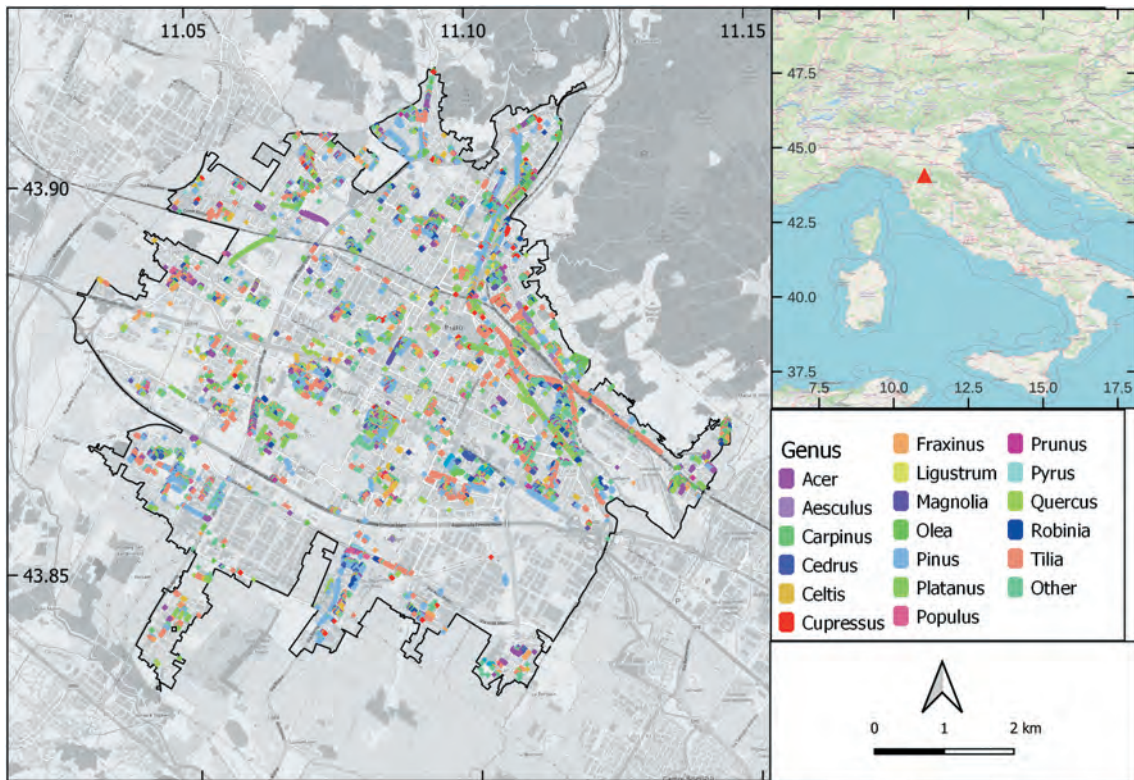 11.05 11.10 11.15
43.90
43.85
Prato
47.5
45.0
42.5
40.0
37.5
7.5 10.0 12.5 15.0 17.5
Genus
Acer
Aesculus
Carpinus
Cedrus
Celtis
Cupressus
Fraxinus
Ligustrum
Magnolia
Olea
Pinus
Platanus
Populus
Prunus
Pyrus
Quercus
Robinia
Tilia
Other
0 1 2 km